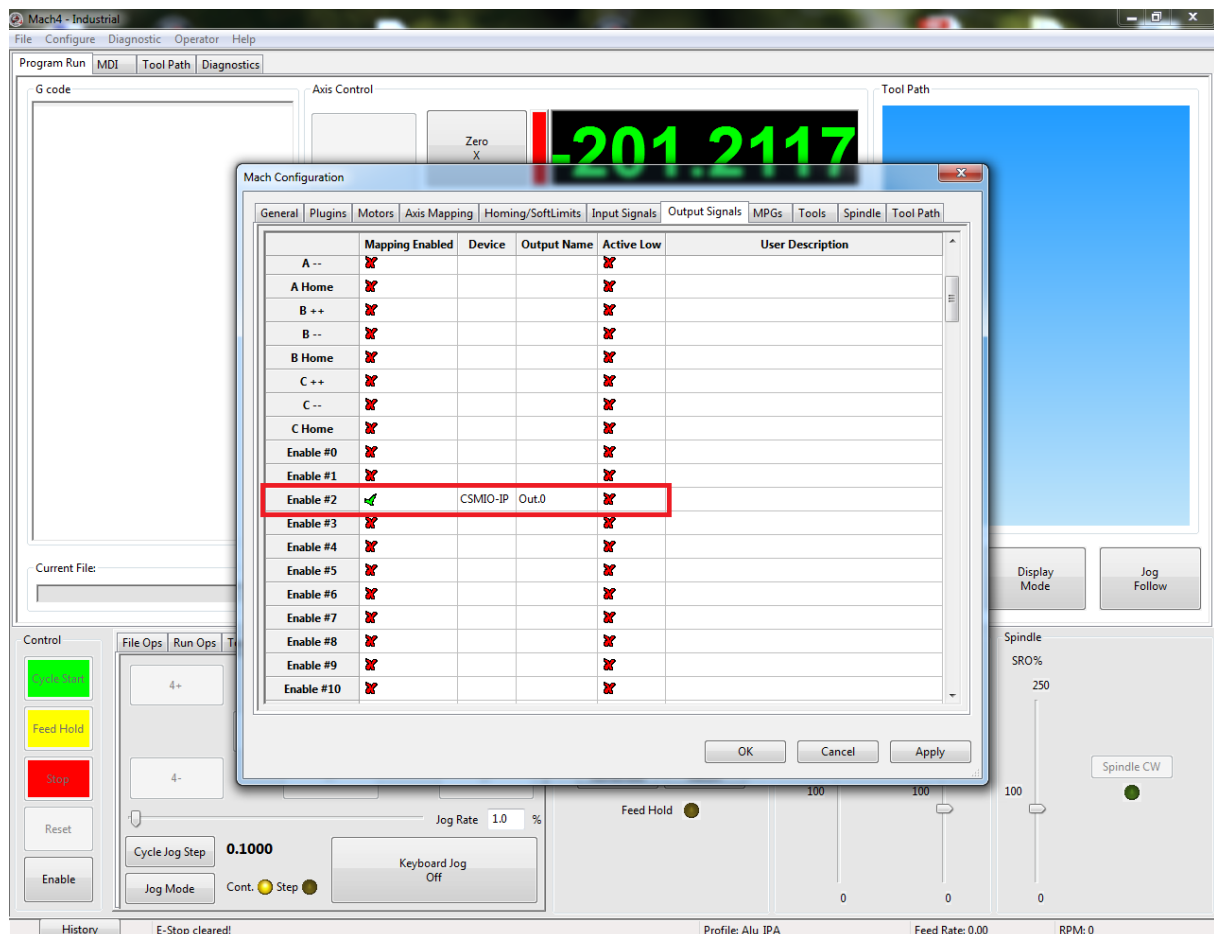 Mach4 - Industrial
File Configure Diagnostic Operator Help
Program Run MDI Tool Path Diagnostics
G code
Axis Control
Tool Path
Zero
X
-201.2117
Mach Configuration
General Plugins Motors Axis Mapping Homing/SoftLimits Input Signals Output Signals MPGs Tools Spindle Tool Path
Mapping Enabled Device Output Name Active Low User Description
A --
A Home
B ++
B --
B Home
C ++
C --
C Home
Enable #0
Enable #1
Enable #2 CSMIO-IP Out.0
Enable #3
Enable #4
Enable #5
Enable #6
Enable #7
Enable #8
Enable #9
Enable #10
OK Cancel Apply
Current File:
Display
Mode
Jog
Follow
Control
File Ops Run Ops
Cycle Start
Feed Hold
Stop
Reset
Enable
4+
4-
Jog Rate 1.0 %
Cycle Jog Step 0.1000
Jog Mode Cont. Step
Keyboard Jog
Off
Feed Hold
100
0
100
0
Spindle
SRO%
250
100
0
Spindle CW
History E-Stop cleared! Profile: Alu_IPA Feed Rate: 0.00 RPM: 0